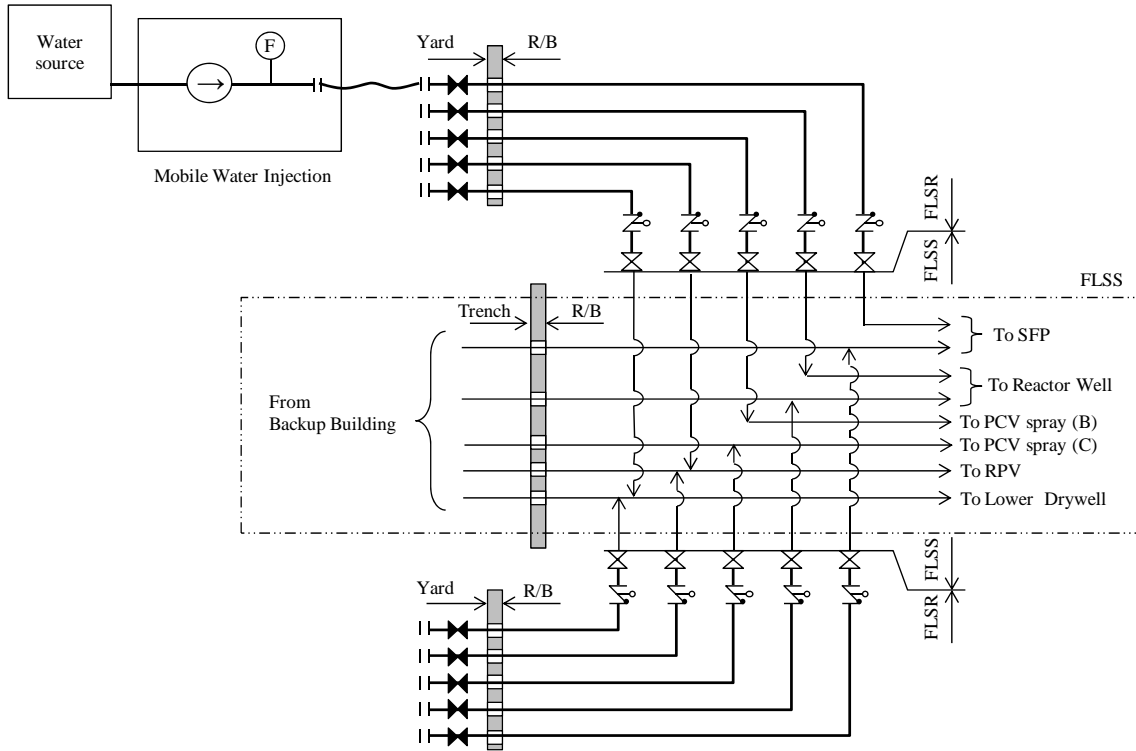 Water
source
F
Yard
R/B
Mobile Water Injection
FLSR
FLSS
FLSS
Trench
R/B
To SFP
From
Backup Building
To Reactor Well
To PCV spray (B)
To PCV spray (C)
To RPV
To Lower Drywell
Yard
R/B
FLSS
FLSR